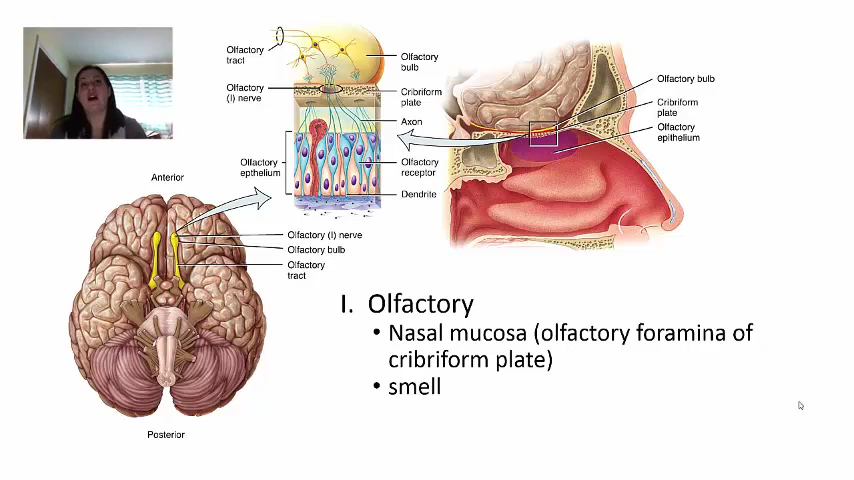 Olfactory
tract
Olfactory
(I) nerve
Olfactory
epthelium
Olfactory
bulb
Cribriform
plate
Axon
Olfactory
receptor
Dendrite
Olfactory bulb
Cribriform
plate
Olfactory
epithelium
Anterior
Olfactory (I) nerve
Olfactory bulb
Olfactory
tract
Posterior
I. Olfactory
• Nasal mucosa (olfactory foramina of
cribriform plate)
• smell